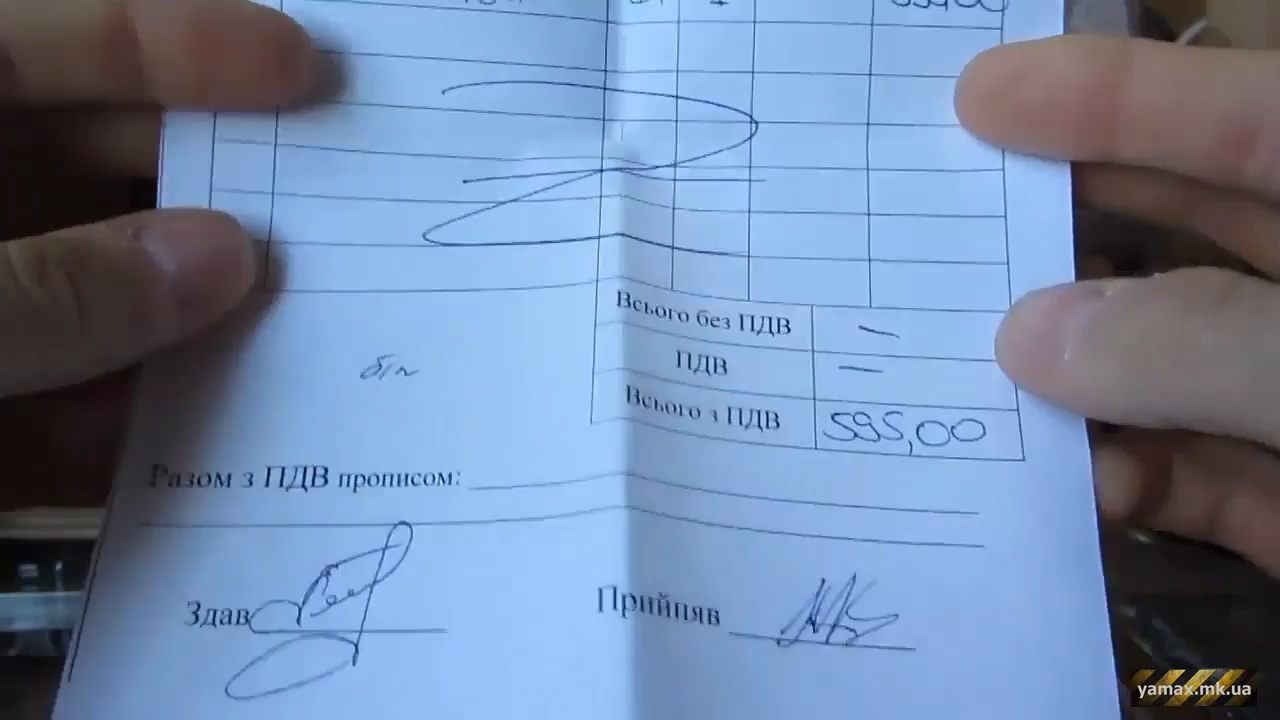 Всього без ПДВ —
ПДВ —
Всього з ПДВ 595,00
Разом з ПДВ прописом:
Здав
Прийняв
yamax.mk.ua